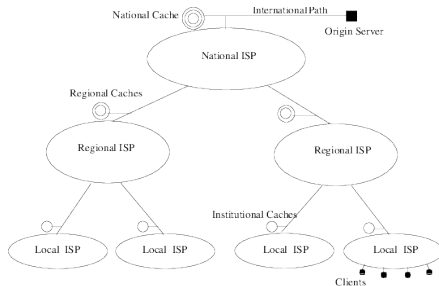 National Cache
International Path
Origin Server
National ISP
Regional Caches
Regional ISP
Regional ISP
Institutional Caches
Local ISP
Local ISP
Local ISP
Local ISP
Clients